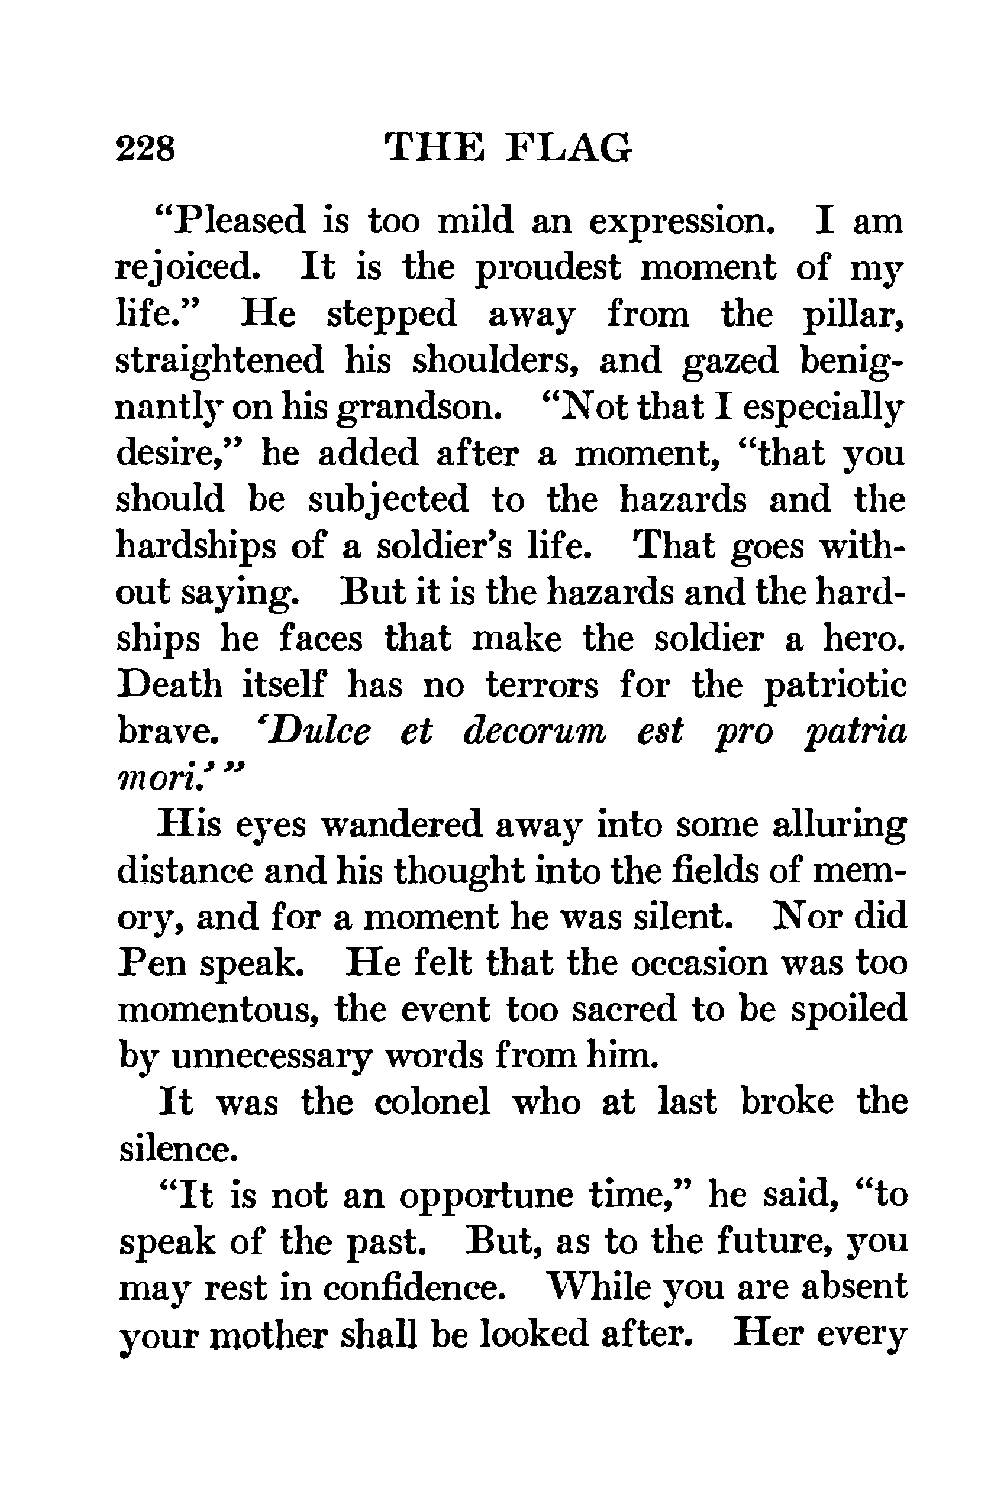 228 THE FLAG
“Pleased is too mild an expression. I am
rejoiced. It is the proudest moment of my
life.” He stepped away from the pillar,
straightened his shoulders, and gazed benig-
nantly on his grandson. “Not that I especially
desire,” he added after a moment, “that you
should be subjected to the hazards and the
hardships of a soldier’s life. That goes with-
out saying. But it is the hazards and the hard-
ships he faces that make the soldier a hero.
Death itself has no terrors for the patriotic
brave. ‘Dulce et decorum est pro patria
mori.’”
His eyes wandered away into some alluring
distance and his thought into the fields of mem-
ory, and for a moment he was silent. Nor did
Pen speak. He felt that the occasion was too
momentous, the event too sacred to be spoiled
by unnecessary words from him.
It was the colonel who at last broke the
silence.
“It is not an opportune time,” he said, “to
speak of the past. But, as to the future, you
may rest in confidence. While you are absent
your mother shall be looked after. Her every